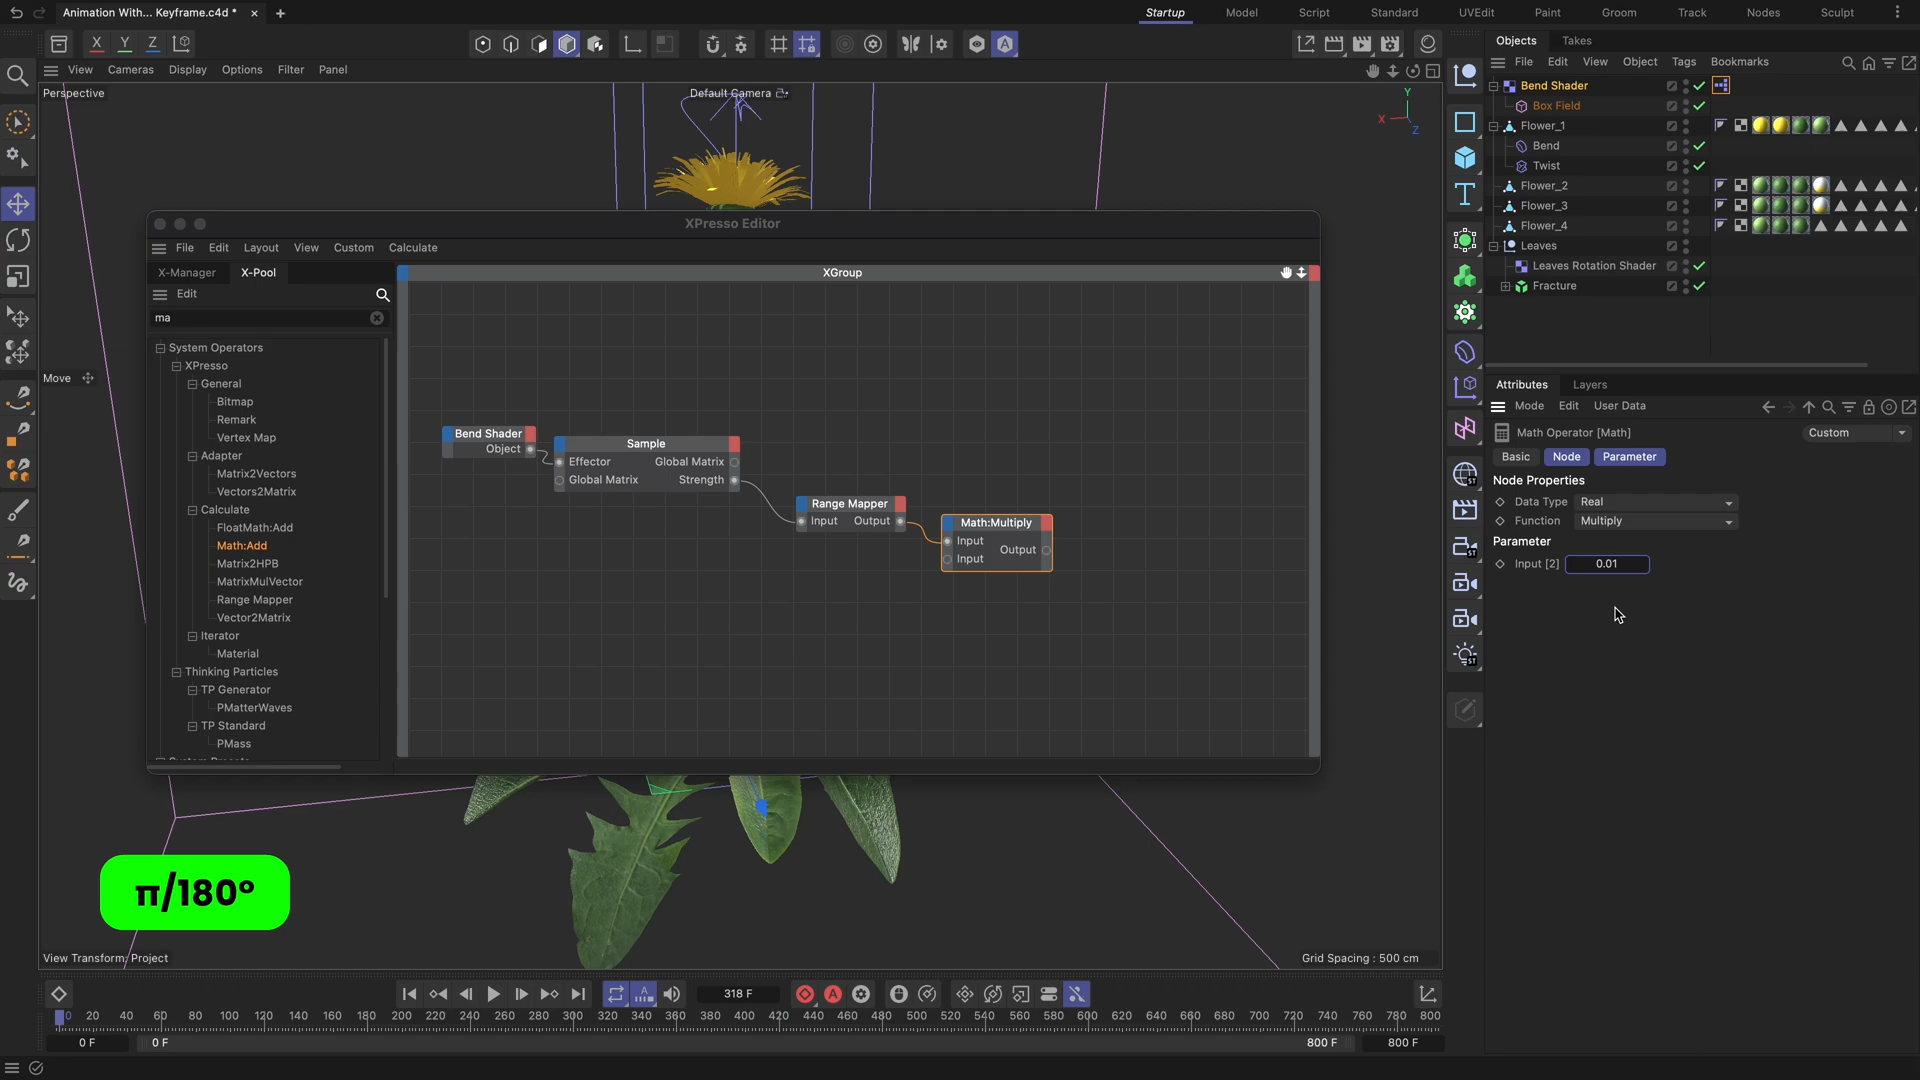 Animation With... Keyframe.c4d *
Startup
Model
Script
Standard
UVEdit
Paint
Groom
Track
Nodes
Sculpt
X
Y
Z
Objects
Takes
View
Cameras
Display
Options
Filter
Panel
File
Edit
View
Object
Tags
Bookmarks
Perspective
Default Camera
Y
X
Z
Bend Shader
Box Field
Flower_1
Bend
Twist
Flower_2
Flower_3
Flower_4
Leaves
Leaves Rotation Shader
Fracture
XPresso Editor
File
Edit
Layout
View
Custom
Calculate
X-Manager
X-Pool
XGroup
Edit
ma
System Operators
XPresso
General
Bitmap
Remark
Vertex Map
Adapter
Matrix2Vectors
Vectors2Matrix
Calculate
FloatMath:Add
Math:Add
Matrix2HPB
MatrixMulVector
Range Mapper
Vector2Matrix
Iterator
Material
Thinking Particles
TP Generator
PMatterWaves
TP Standard
PMass
Move
Bend Shader
Object
Sample
Effector
Global Matrix
Global Matrix
Strength
Range Mapper
Input
Output
Math:Multiply
Input
Output
Input
Attributes
Layers
Mode
Edit
User Data
Math Operator [Math]
Custom
Basic
Node
Parameter
Node Properties
Data Type
Real
Function
Multiply
Parameter
Input [2]
0.01
π/180°
View Transform: Project
Grid Spacing : 500 cm
318 F
0 20 40 60 80 100 120 140 160 180 200 220 240 260 280 300 320 340 360 380 400 420 440 460 480 500 520 540 560 580 600 620 640 660 680 700 720 740 760 780 800
0 F
0 F
800 F
800 F